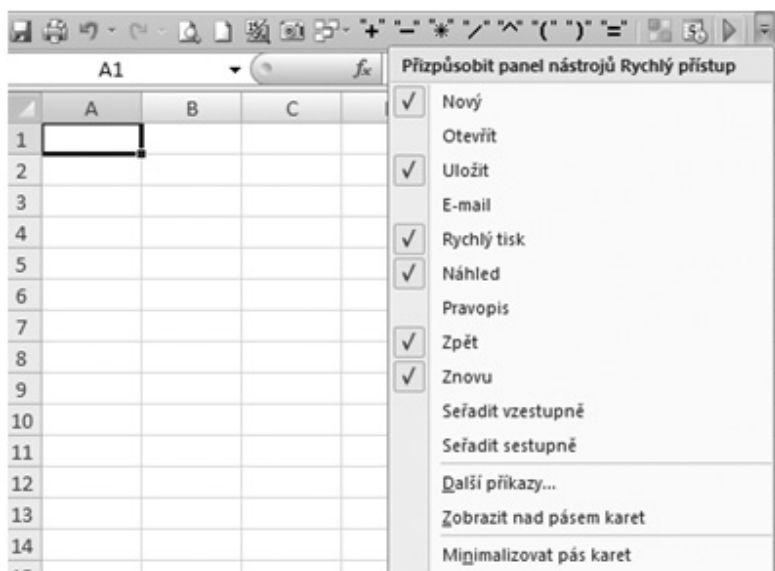 "+" "−" "*" "/" "^" "(" ")" "="
A1 fx
Přizpůsobit panel nástrojů Rychlý přístup
A B C
Nový
Otevřít
Uložit
E-mail
Rychlý tisk
Náhled
Pravopis
Zpět
Znovu
Seřadit vzestupně
Seřadit sestupně
Další příkazy...
Zobrazit nad pásem karet
Minimalizovat pás karet
1
2
3
4
5
6
7
8
9
10
11
12
13
14